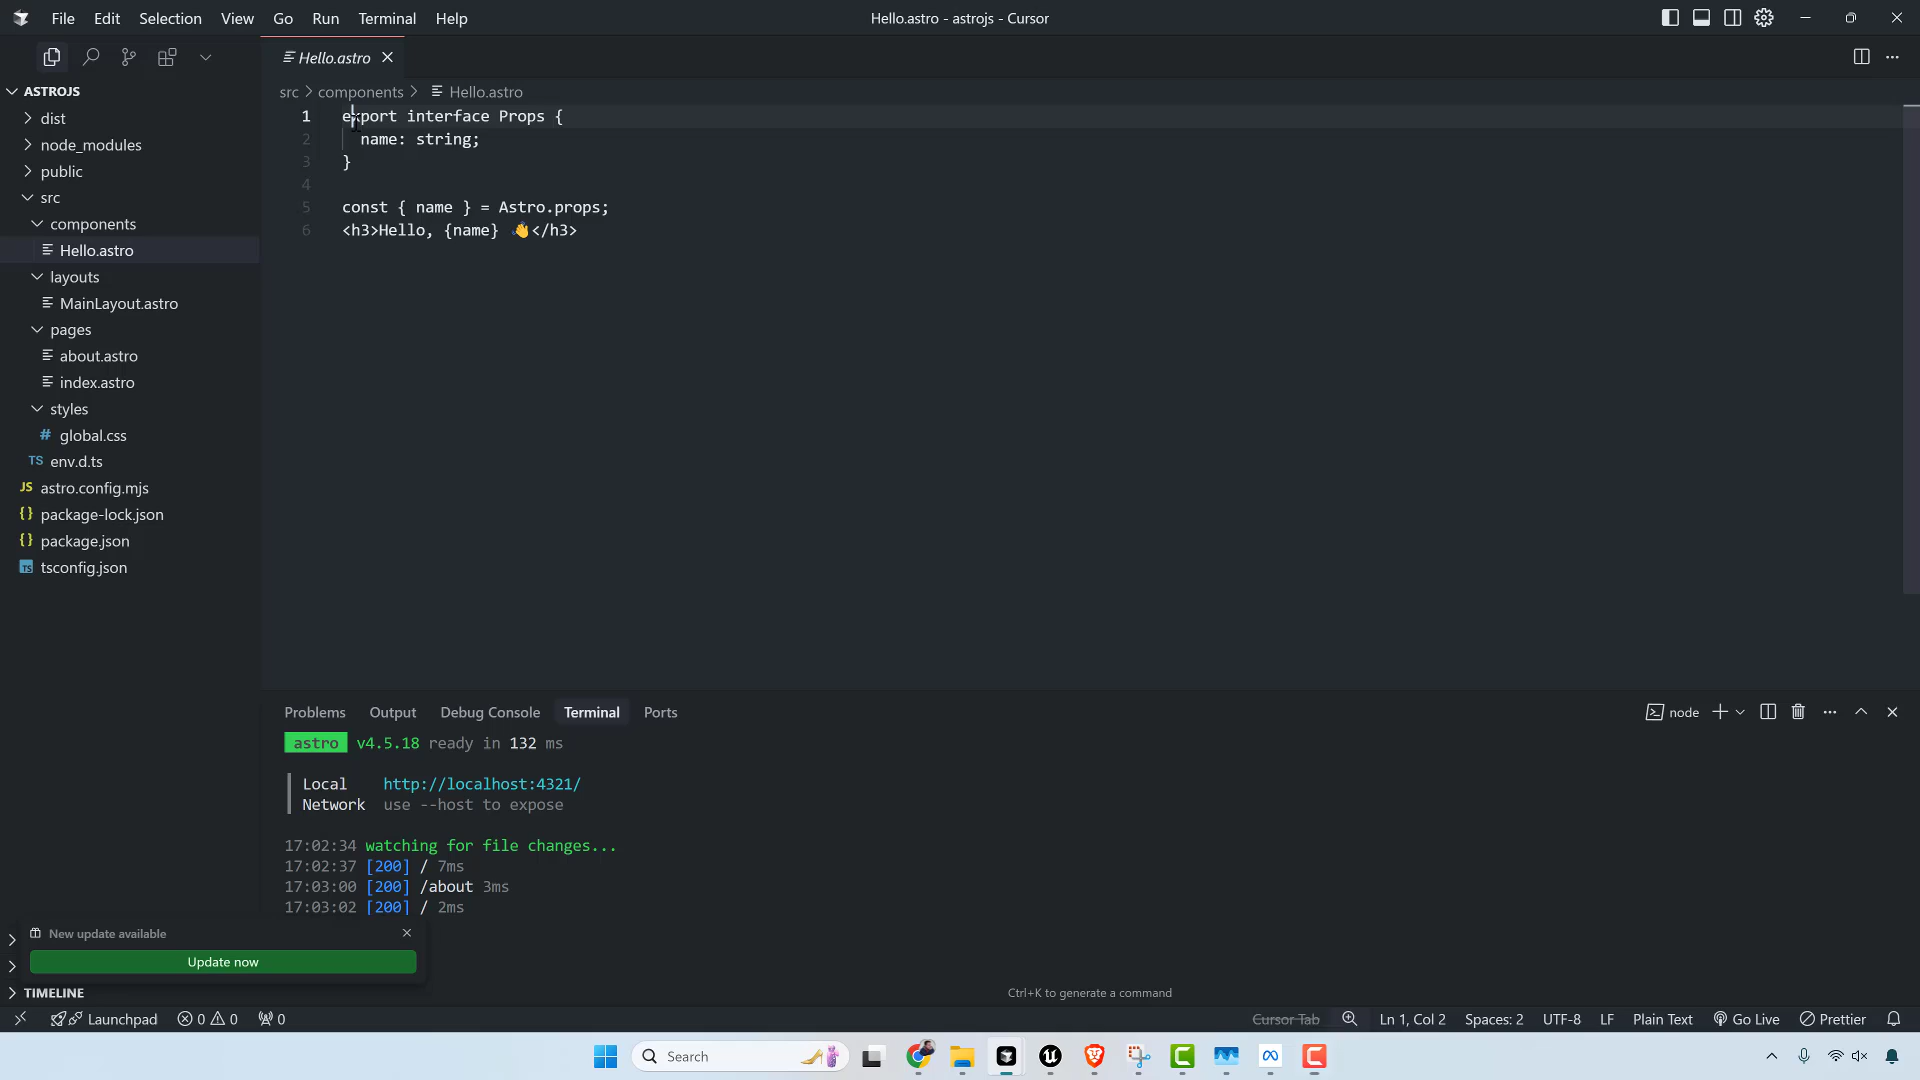 File Edit Selection View Go Run Terminal Help
Hello.astro - astrojs - Cursor
Hello.astro
ASTROJS
dist
node_modules
public
src
components
Hello.astro
layouts
MainLayout.astro
pages
about.astro
index.astro
styles
# global.css
TS env.d.ts
JS astro.config.mjs
{} package-lock.json
{} package.json
TS tsconfig.json
src > components > Hello.astro
1 export interface Props {
2 name: string;
3 }
4
5 const { name } = Astro.props;
6 <h3>Hello, {name} 👋</h3>
Problems Output Debug Console Terminal Ports
node
astro v4.5.18 ready in 132 ms
Local http://localhost:4321/
Network use --host to expose
17:02:34 watching for file changes...
17:02:37 [200] / 7ms
17:03:00 [200] /about 3ms
17:03:02 [200] / 2ms
New update available
Update now
TIMELINE
Ctrl+K to generate a command
Launchpad 0 0 0
Cursor Tab Ln 1, Col 2 Spaces: 2 UTF-8 LF Plain Text Go Live Prettier
Search